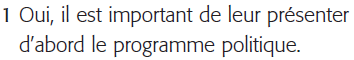 1 Oui, il est important de leur présenter
d'abord le programme politique.